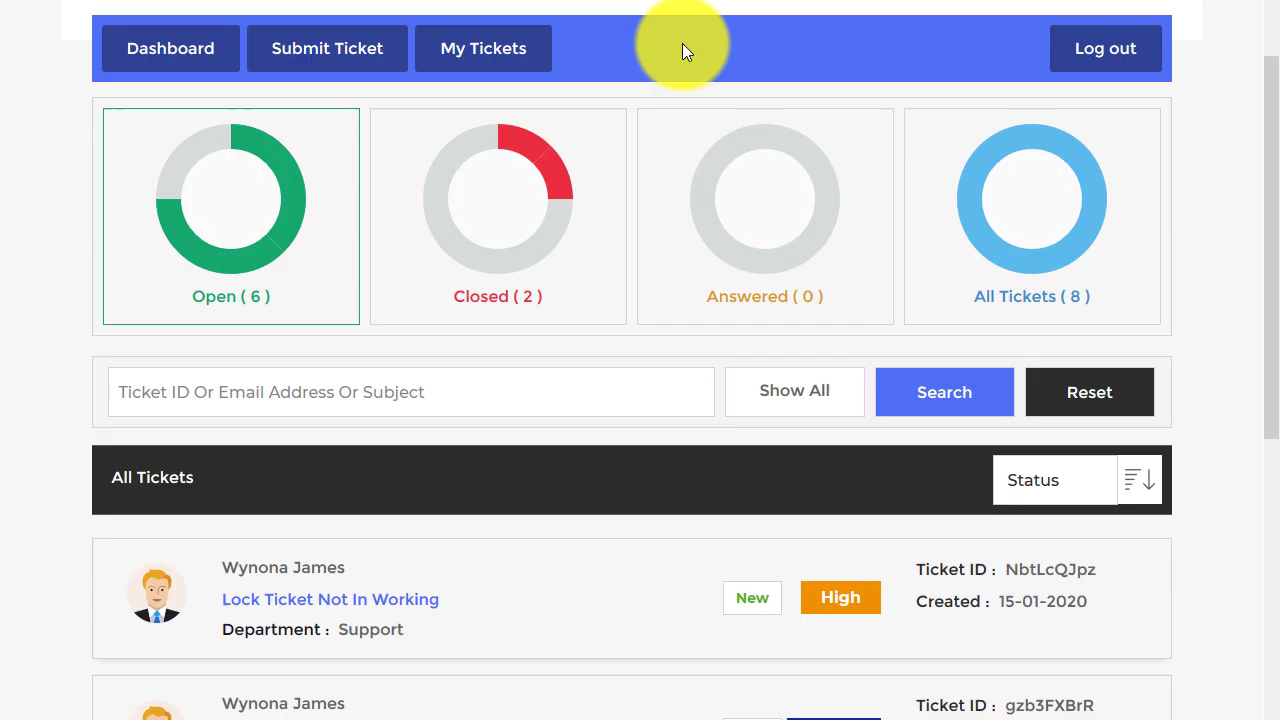 Dashboard Submit Ticket My Tickets Log out
Open ( 6 ) Closed ( 2 ) Answered ( 0 ) All Tickets ( 8 )
Ticket ID Or Email Address Or Subject Show All Search Reset
All Tickets Status
Wynona James
Lock Ticket Not In Working
Department : Support
New High
Ticket ID : NbtLcQJpz
Created : 15-01-2020
Wynona James
Ticket ID : gzb3FXBrR